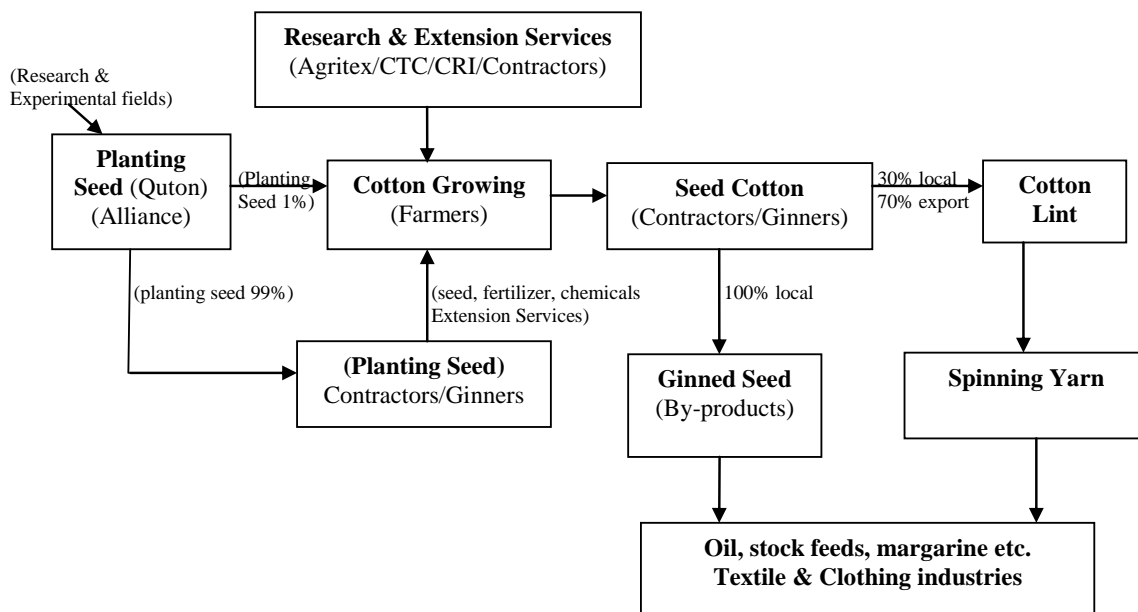 Research & Extension Services
(Agritex/CTC/CRI/Contractors)
(Research &
Experimental fields)
Planting
Seed (Quton)
(Alliance)
(Planting
Seed 1%)
Cotton Growing
(Farmers)
Seed Cotton
(Contractors/Ginners)
30% local
70% export
Cotton
Lint
(planting seed 99%)
(seed, fertilizer, chemicals
Extension Services)
100% local
(Planting Seed)
Contractors/Ginners
Ginned Seed
(By-products)
Spinning Yarn
Oil, stock feeds, margarine etc.
Textile & Clothing industries